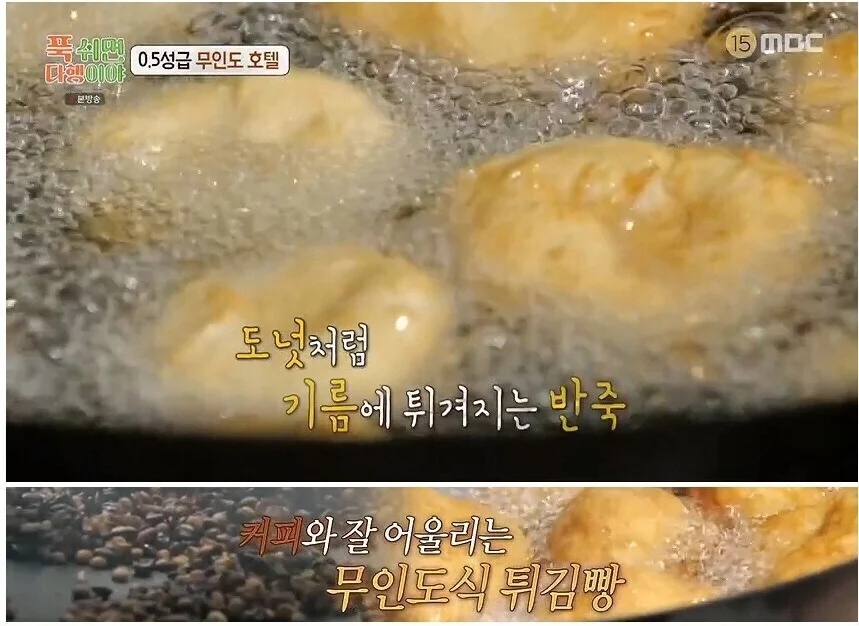 푹 쉬면
다행이야
0.5성급 무인도 호텔
15 MBC
본방송
도넛처럼
기름에 튀겨지는 반죽
커피와 잘 어울리는
무인도식 튀김빵